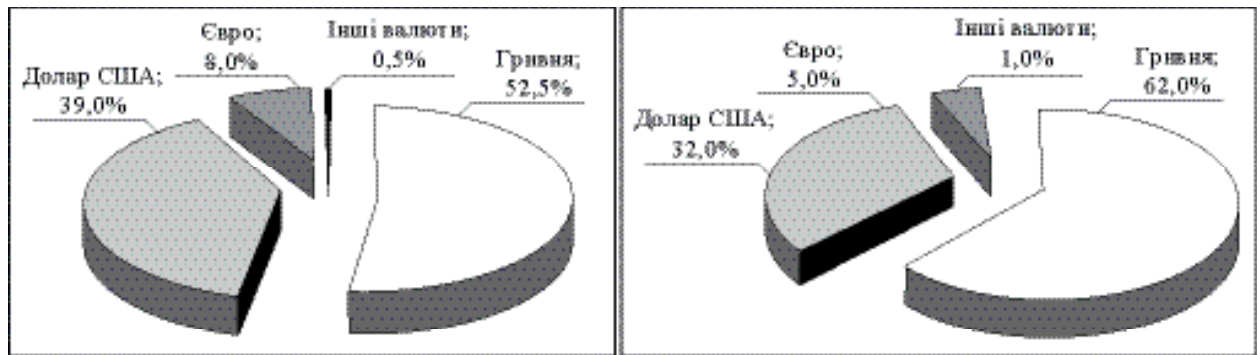 Євро;
8,0%
Інші валюти;
0,5%
Гривня;
52,5%
Долар США;
39,0%
Євро;
5,0%
Інші валюти;
1,0%
Гривня;
62,0%
Долар США;
32,0%